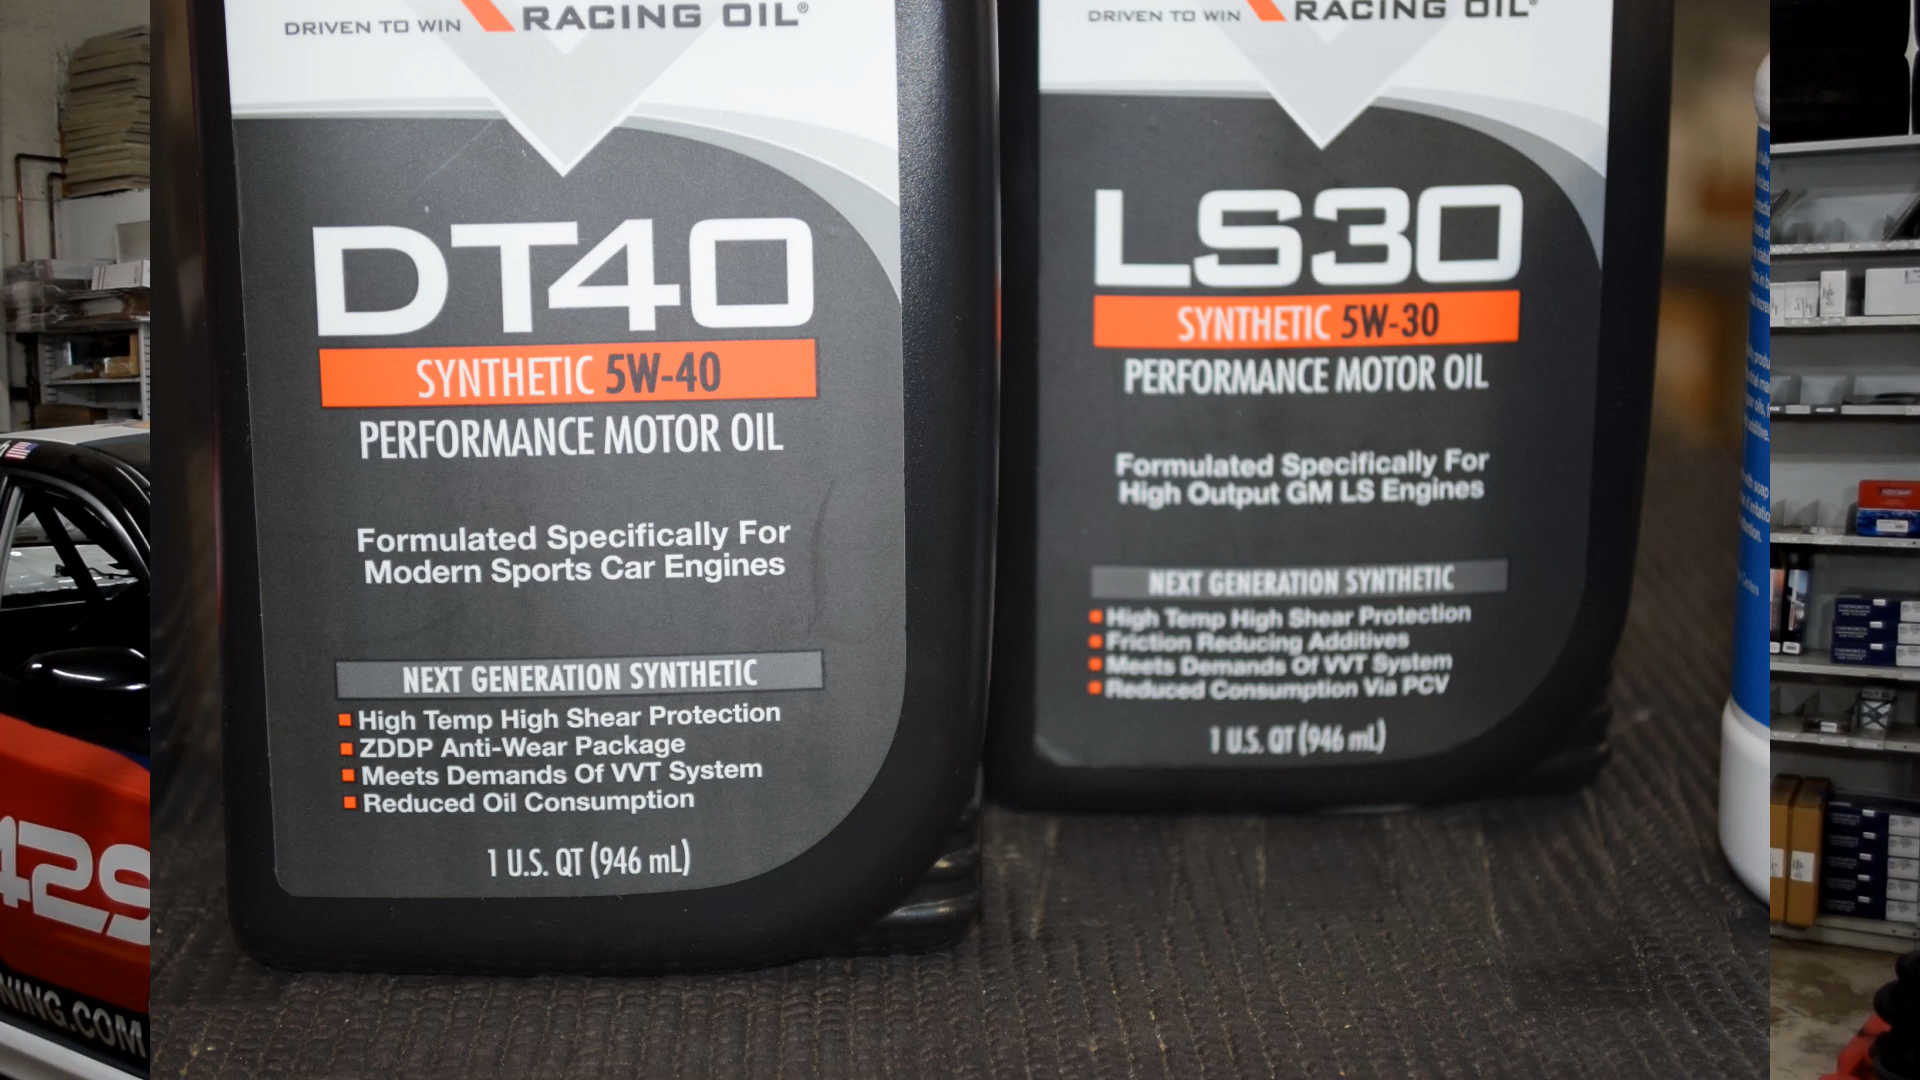 DRIVEN TO WIN RACING OIL®
DT40
SYNTHETIC 5W-40
PERFORMANCE MOTOR OIL
Formulated Specifically For
Modern Sports Car Engines
NEXT GENERATION SYNTHETIC
High Temp High Shear Protection
ZDDP Anti-Wear Package
Meets Demands Of VVT System
Reduced Oil Consumption
1 U.S. QT (946 mL)
DRIVEN TO WIN RACING OIL®
LS30
SYNTHETIC 5W-30
PERFORMANCE MOTOR OIL
Formulated Specifically For
High Output GM LS Engines
NEXT GENERATION SYNTHETIC
High Temp High Shear Protection
Friction Reducing Additives
Meets Demands Of VVT System
Reduced Consumption Via PCV
1 U.S. QT (946 mL)
429
NING.COM